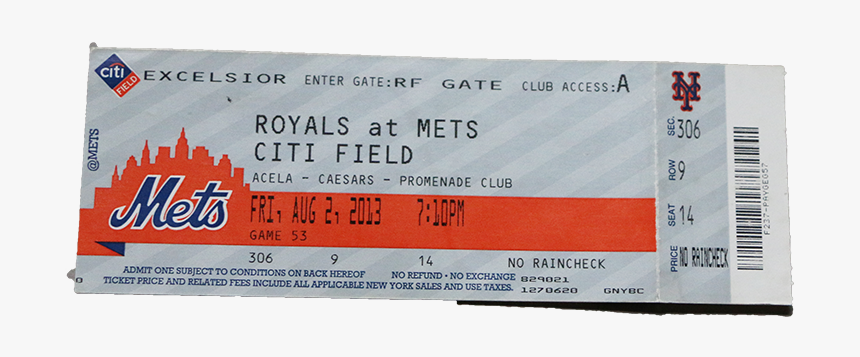 citi FIELD
EXCELSIOR ENTER GATE:RF GATE CLUB ACCESS:A
@METS
ROYALS at METS
CITI FIELD
ACELA - CAESARS - PROMENADE CLUB
Mets
FRI, AUG 2, 2013 7:10PM
GAME 53
306 9 14 NO RAINCHECK
ADMIT ONE SUBJECT TO CONDITIONS ON BACK HEREOF NO REFUND • NO EXCHANGE 829021
TICKET PRICE AND RELATED FEES INCLUDE ALL APPLICABLE NEW YORK SALES AND USE TAXES. 1270620 GNYBC
NY
SEC. 306
ROW 9
SEAT 14
PRICE NO RAINCHECK